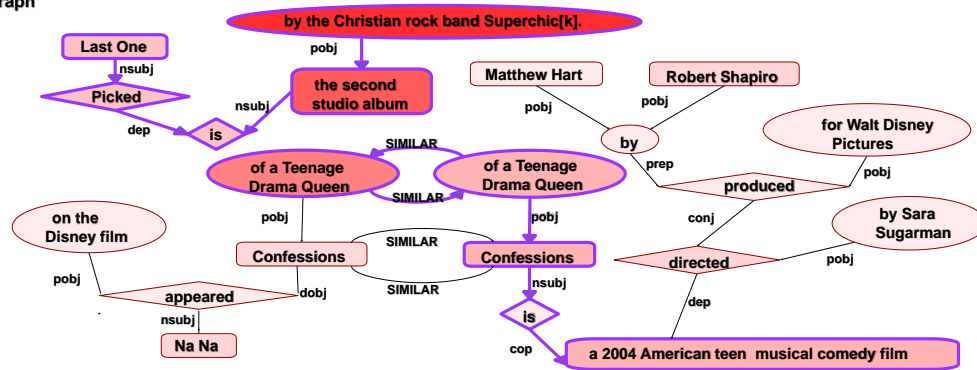 raph
by the Christian rock band Superchic[k].
Last One
pobj
nsubj
Picked
the second
studio album
nsubj
dep
is
Matthew Hart
Robert Shapiro
pobj
pobj
for Walt Disney
Pictures
by
SIMILAR
of a Teenage
Drama Queen
of a Teenage
Drama Queen
prep
produced
pobj
SIMILAR
on the
Disney film
pobj
pobj
conj
by Sara
Sugarman
SIMILAR
Confessions
Confessions
directed
pobj
pobj
SIMILAR
nsubj
appeared
dobj
dep
nsubj
is
Na Na
cop
a 2004 American teen musical comedy film